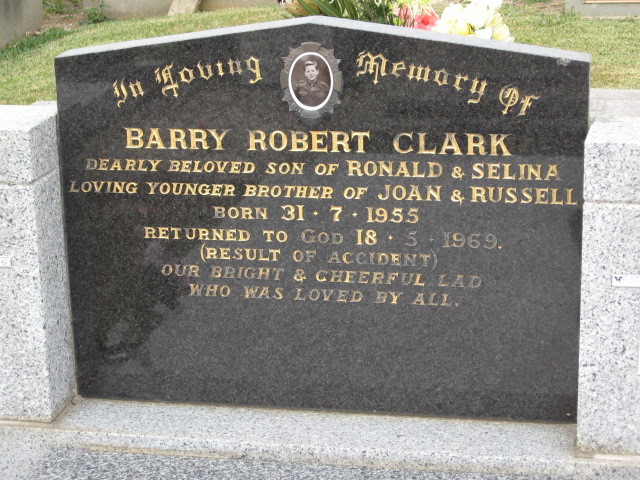 In Loving Memory Of
BARRY ROBERT CLARK
DEARLY BELOVED SON OF RONALD & SELINA
LOVING YOUNGER BROTHER OF JOAN & RUSSELL
BORN 31 · 7 · 1955
RETURNED TO GOD 18 · 5 · 1969.
(RESULT OF ACCIDENT)
OUR BRIGHT & CHEERFUL LAD
WHO WAS LOVED BY ALL.